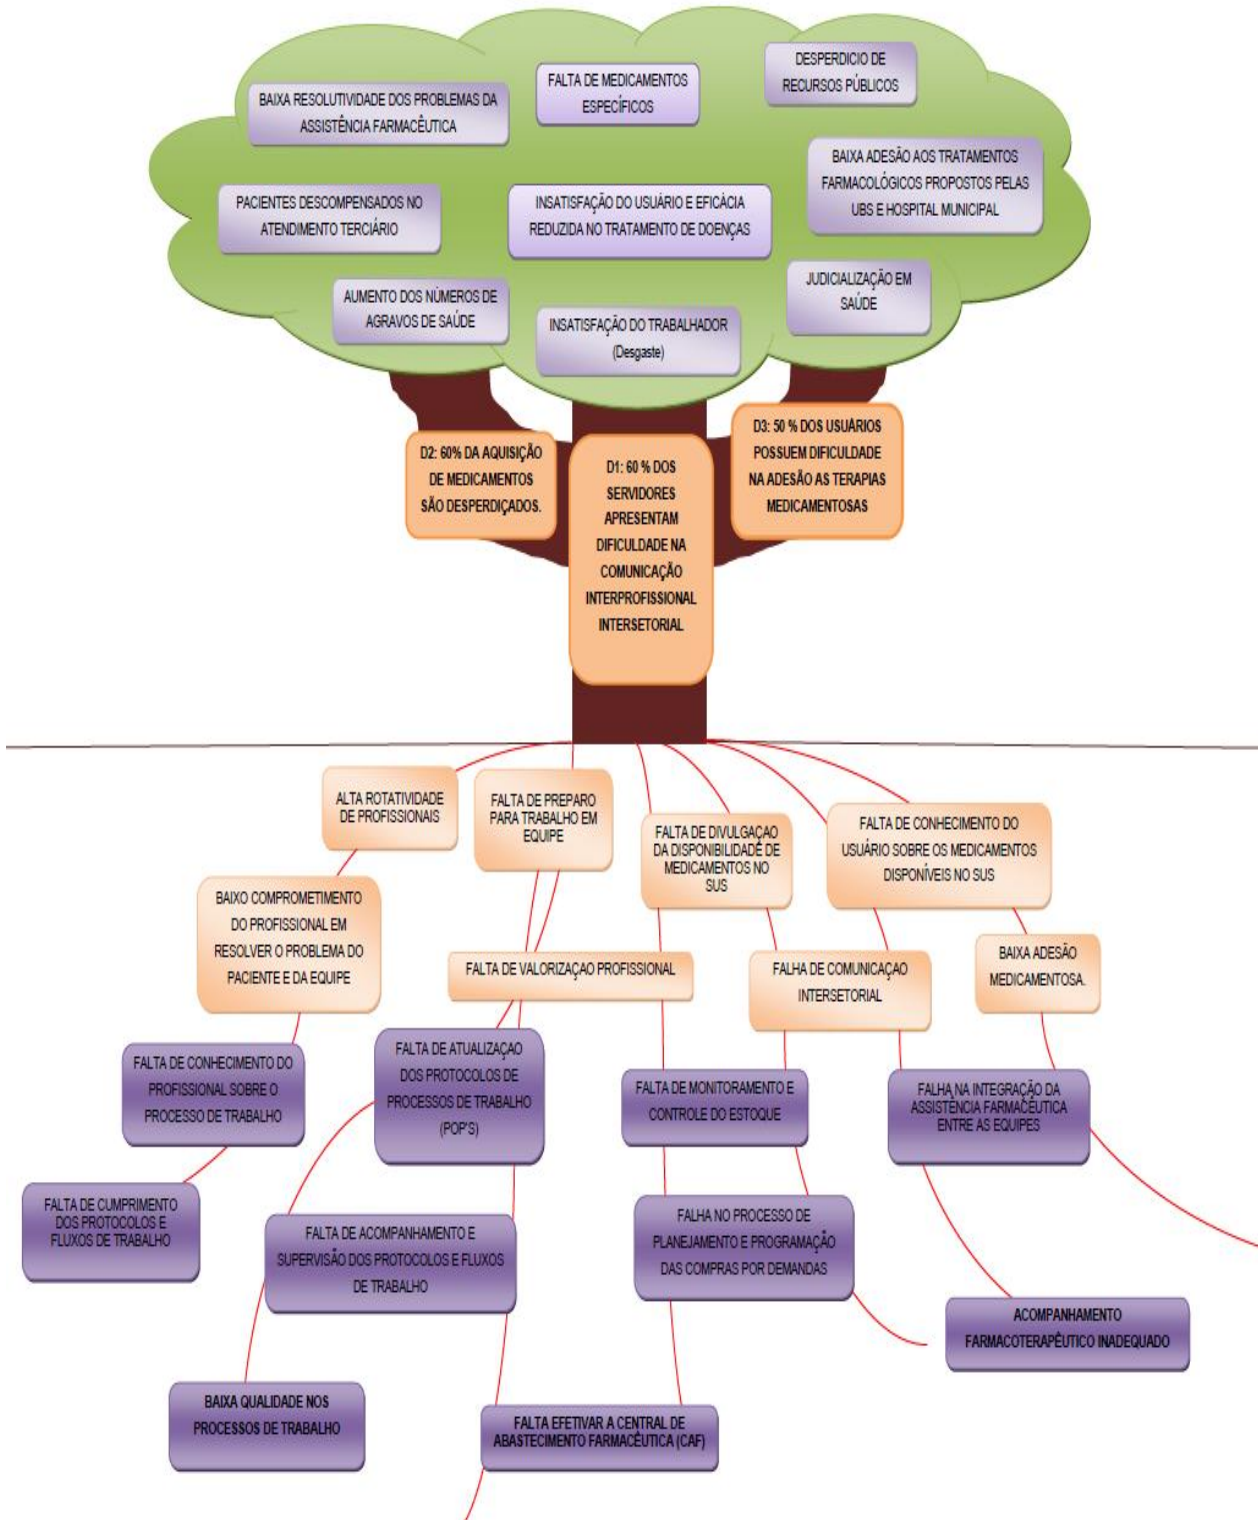 BAIXA RESOLUTIVIDADE DOS PROBLEMAS DA
ASSISTÊNCIA FARMACÊUTICA
FALTA DE MEDICAMENTOS
ESPECÍFICOS
DESPERDICIO DE
RECURSOS PÚBLICOS
PACIENTES DESCOMPENSADOS NO
ATENDIMENTO TERCIÁRIO
INSATISFAÇÃO DO USUÁRIO E EFICÁCIA
REDUZIDA NO TRATAMENTO DE DOENÇAS
BAIXA ADESÃO AOS TRATAMENTOS
FARMACOLÓGICOS PROPOSTOS PELAS
UBS E HOSPITAL MUNICIPAL
AUMENTO DOS NÚMEROS DE
AGRAVOS DE SAÚDE
INSATISFAÇÃO DO TRABALHADOR
(Desgaste)
JUDICIALIZAÇÃO EM
SAÚDE
D2: 60% DA AQUISIÇÃO
DE MEDICAMENTOS
SÃO DESPERDIÇADOS.
D1: 60 % DOS
SERVIDORES
APRESENTAM
DIFICULDADE NA
COMUNICAÇÃO
INTERPROFISSIONAL
INTERSETORIAL
D3: 50 % DOS USUÁRIOS
POSSUEM DIFICULDADE
NA ADESÃO AS TERAPIAS
MEDICAMENTOSAS
ALTA ROTATIVIDADE
DE PROFISSIONAIS
FALTA DE PREPARO
PARA TRABALHO EM
EQUIPE
FALTA DE DIVULGAÇAO
DA DISPONIBILIDADE DE
MEDICAMENTOS NO
SUS
FALTA DE CONHECIMENTO DO
USUÁRIO SOBRE OS MEDICAMENTOS
DISPONÍVEIS NO SUS
BAIXO COMPROMETIMENTO
DO PROFISSIONAL EM
RESOLVER O PROBLEMA DO
PACIENTE E DA EQUIPE
FALTA DE VALORIZAÇAO PROFISSIONAL
FALHA DE COMUNICAÇAO
INTERSETORIAL
BAIXA ADESÃO
MEDICAMENTOSA.
FALTA DE CONHECIMENTO DO
PROFISSIONAL SOBRE O
PROCESSO DE TRABALHO
FALTA DE ATUALIZAÇAO
DOS PROTOCOLOS DE
PROCESSOS DE TRABALHO
(POP'S)
FALTA DE MONITORAMENTO E
CONTROLE DO ESTOQUE
FALHA NA INTEGRAÇÃO DA
ASSISTÊNCIA FARMACÊUTICA
ENTRE AS EQUIPES
FALTA DE CUMPRIMENTO
DOS PROTOCOLOS E
FLUXOS DE TRABALHO
FALTA DE ACOMPANHAMENTO E
SUPERVISÃO DOS PROTOCOLOS E FLUXOS
DE TRABALHO
FALHA NO PROCESSO DE
PLANEJAMENTO E PROGRAMAÇÃO
DAS COMPRAS POR DEMANDAS
ACOMPANHAMENTO
FARMACOTERAPÊUTICO INADEQUADO
BAIXA QUALIDADE NOS
PROCESSOS DE TRABALHO
FALTA EFETIVAR A CENTRAL DE
ABASTECIMENTO FARMACÊUTICA (CAF)